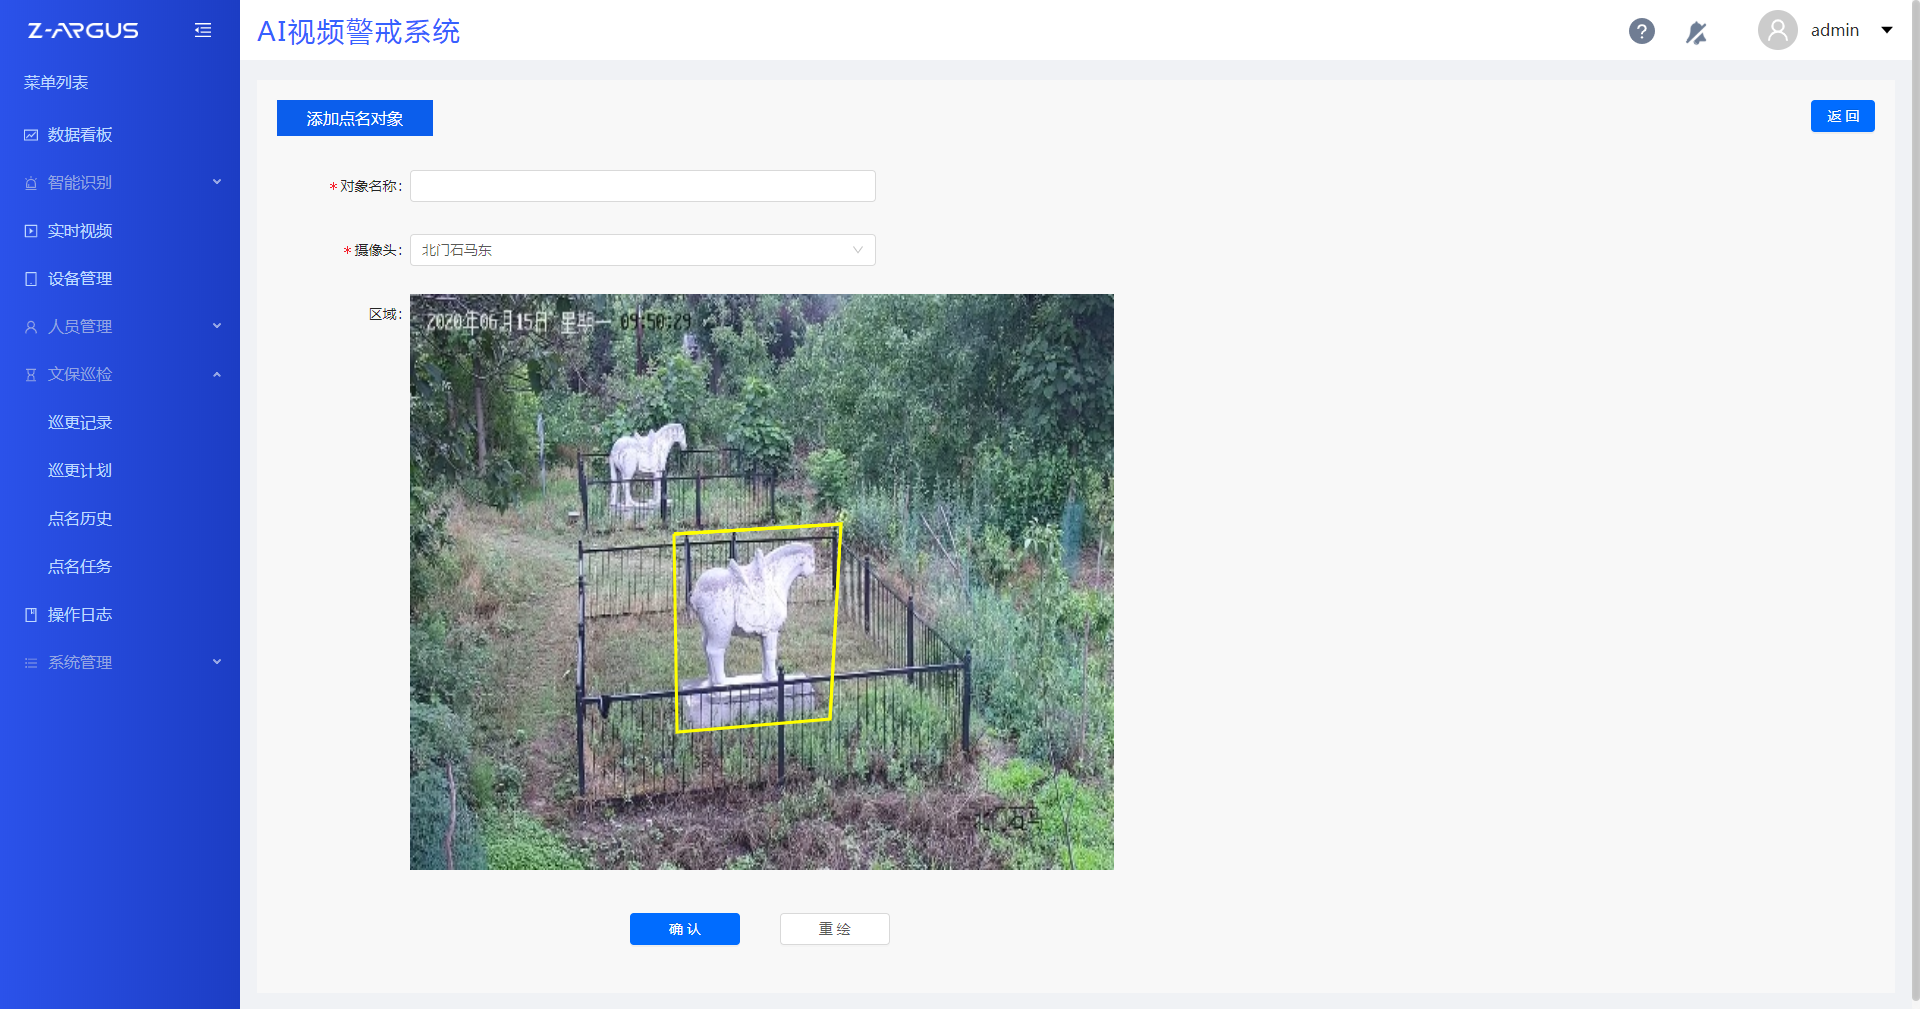 Z-ARGUS
AI视频警戒系统
?
admin
菜单列表
数据看板
智能识别
实时视频
设备管理
人员管理
文保巡检
巡更记录
巡更计划
点名历史
点名任务
操作日志
系统管理
添加点名对象
返 回
*对象名称:
*摄像头:
北门石马东
区域:
2020年06月15日 星期一 09:50:29
北门石马
确 认
重 绘